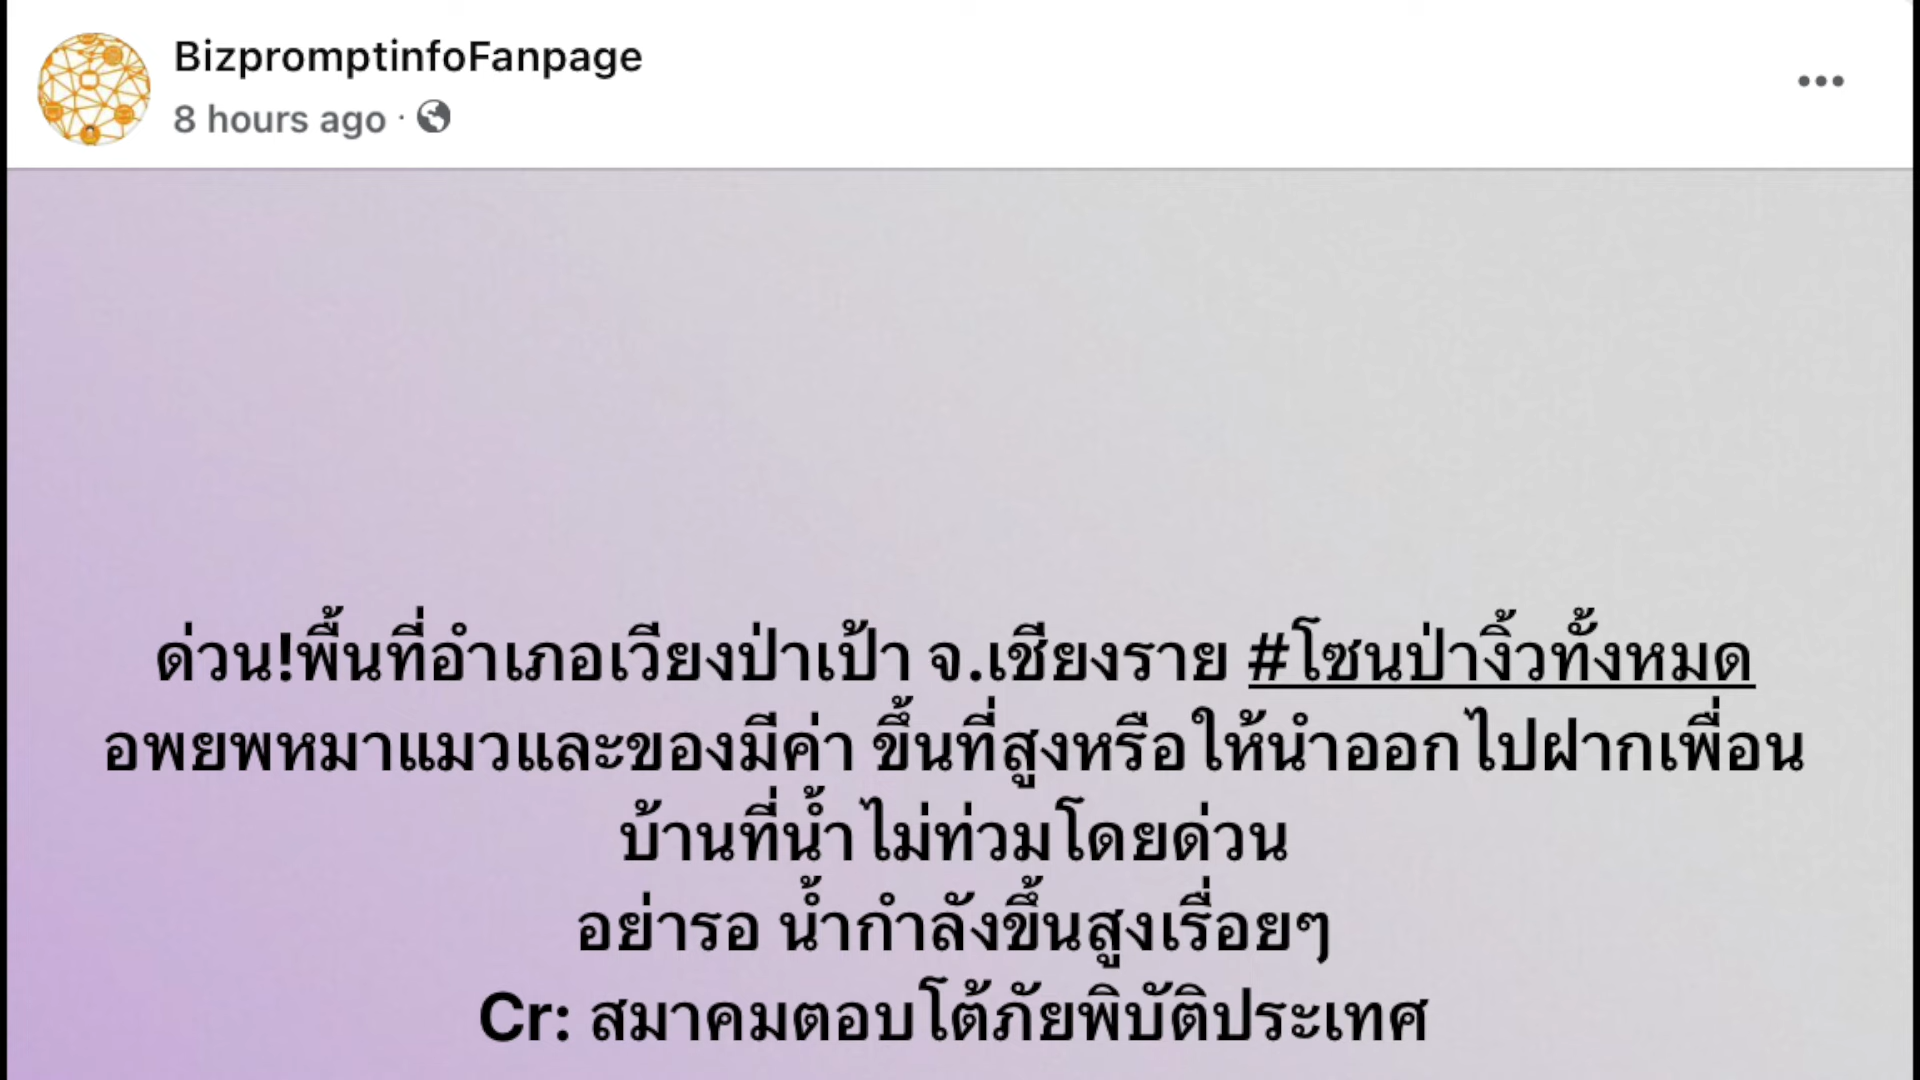 BizpromptinfoFanpage
8 hours ago ·
ด่วน!พื้นที่อำเภอเวียงป่าเป้า จ.เชียงราย #โซนป่างิ้วทั้งหมด
อพยพหมาแมวและของมีค่า ขึ้นที่สูงหรือให้นำออกไปฝากเพื่อน
บ้านที่น้ำไม่ท่วมโดยด่วน
อย่ารอ น้ำกำลังขึ้นสูงเรื่อยๆ
Cr: สมาคมตอบโต้ภัยพิบัติประเทศ